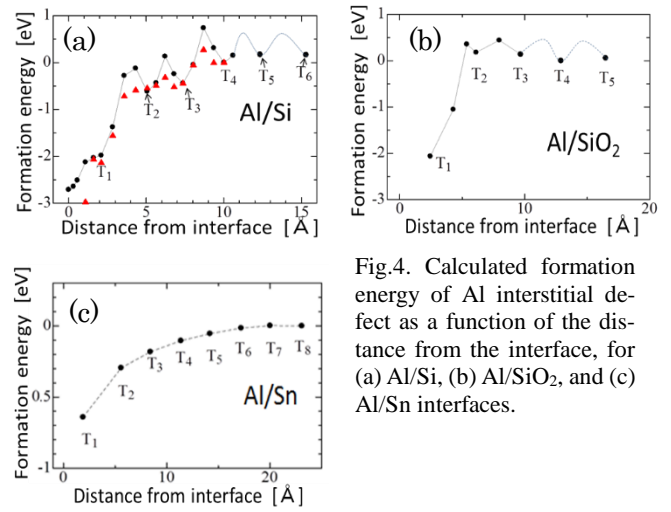 Formation energy [eV]
1
0
-1
-2
-3
(a)
T₁
T₂
T₃
T₄
T₅
T₆
Al/Si
0
5
10
15
Distance from interface [Å]
Formation energy [eV]
1
0
-1
-2
-3
(b)
T₁
T₂
T₃
T₄
T₅
Al/SiO₂
0
5
10
15
20
Distance from interface [Å]
Formation energy [eV]
0
0.5
-1
(c)
T₁
T₂
T₃
T₄
T₅
T₆
T₇
T₈
Al/Sn
0
10
20
Distance from interface [Å]
Fig.4. Calculated formation
energy of Al interstitial de-
fect as a function of the dis-
tance from the interface, for
(a) Al/Si, (b) Al/SiO₂, and (c)
Al/Sn interfaces.